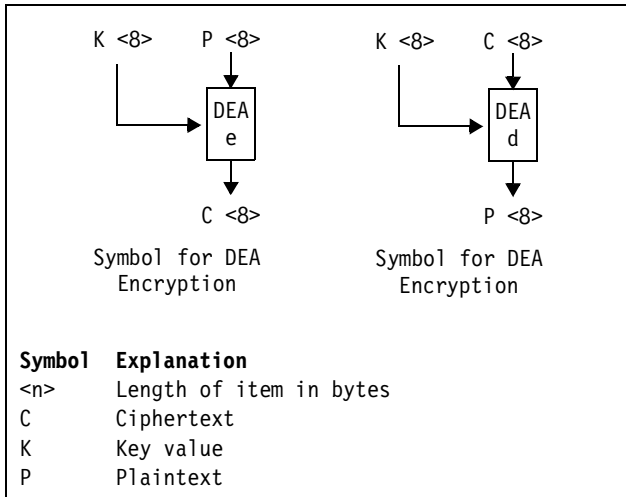 K <8> P <8> K <8> C <8>
DEA
e
DEA
d
C <8> P <8>
Symbol for DEA
Encryption
Symbol for DEA
Encryption
Symbol Explanation
<n> Length of item in bytes
C Ciphertext
K Key value
P Plaintext